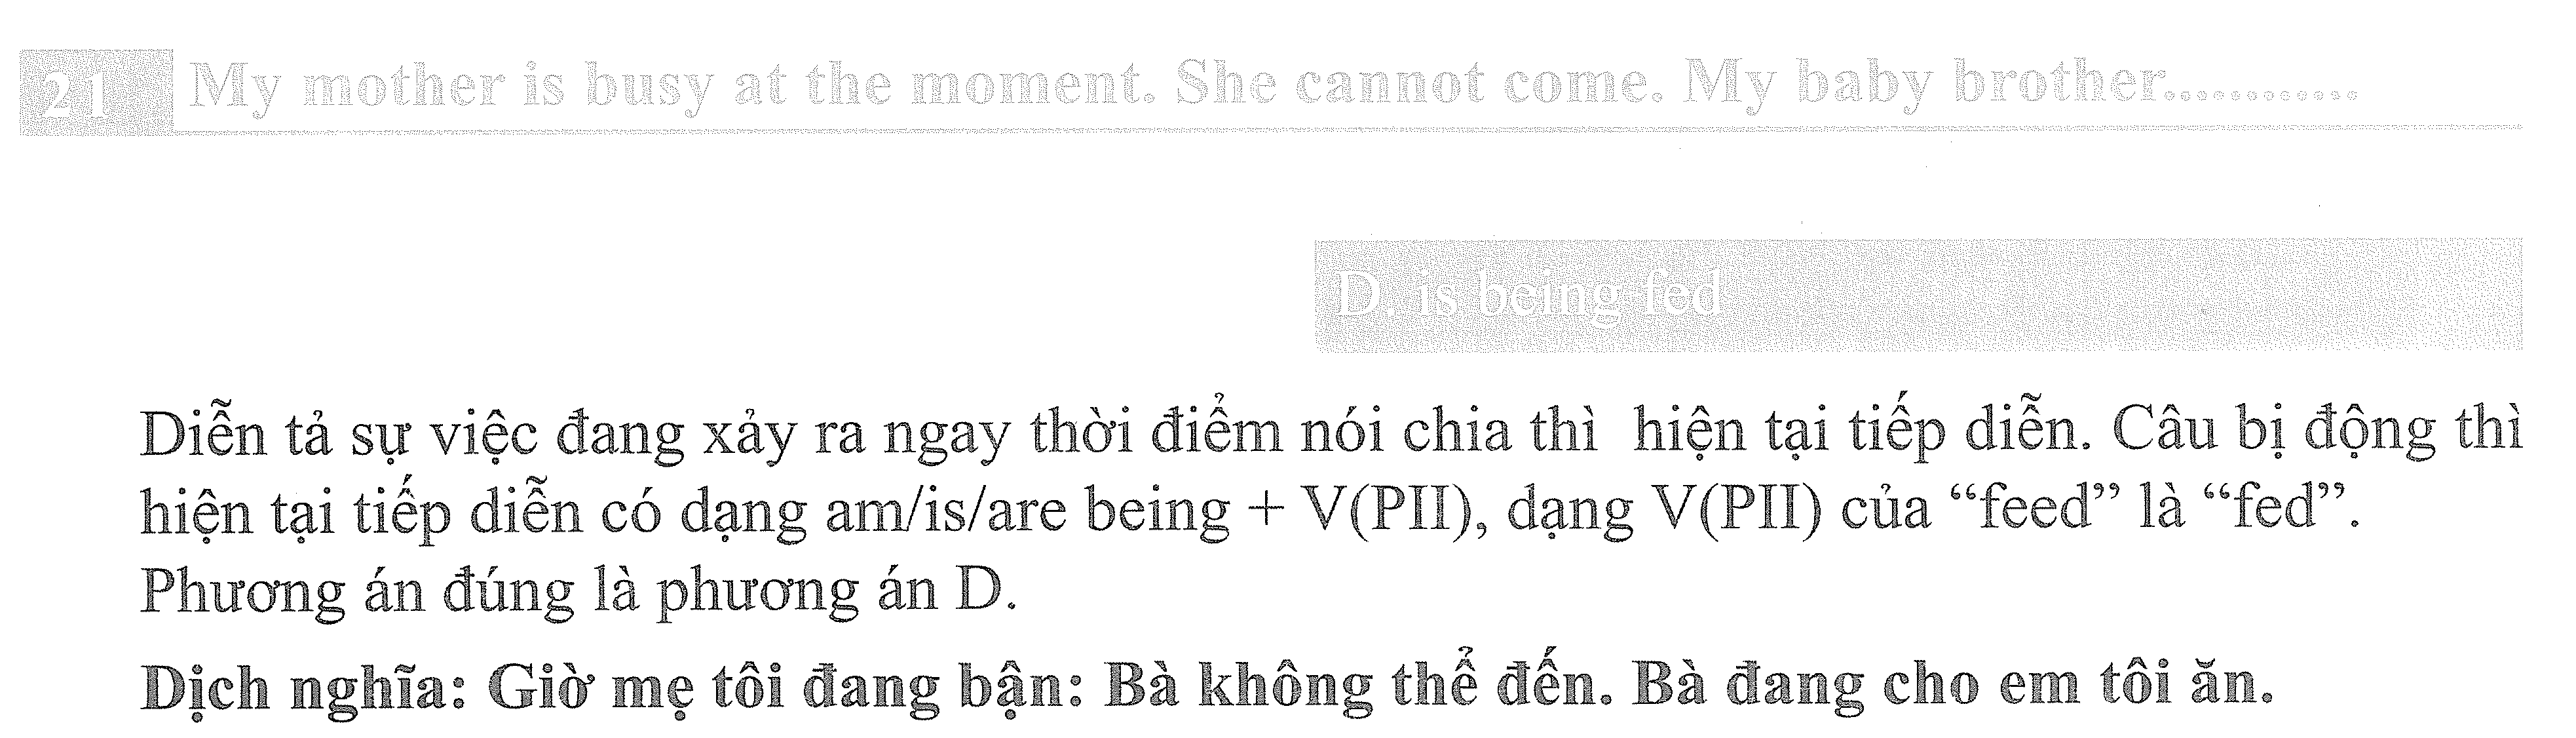 21 My mother is busy at the moment. She cannot come. My baby brother............
D. is being fed
Diễn tả sự việc đang xảy ra ngay thời điểm nói chia thì hiện tại tiếp diễn. Câu bị động thì
hiện tại tiếp diễn có dạng am/is/are being + V(PII), dạng V(PII) của “feed” là “fed”.
Phương án đúng là phương án D.
Dịch nghĩa: Giờ mẹ tôi đang bận: Bà không thể đến. Bà đang cho em tôi ăn.